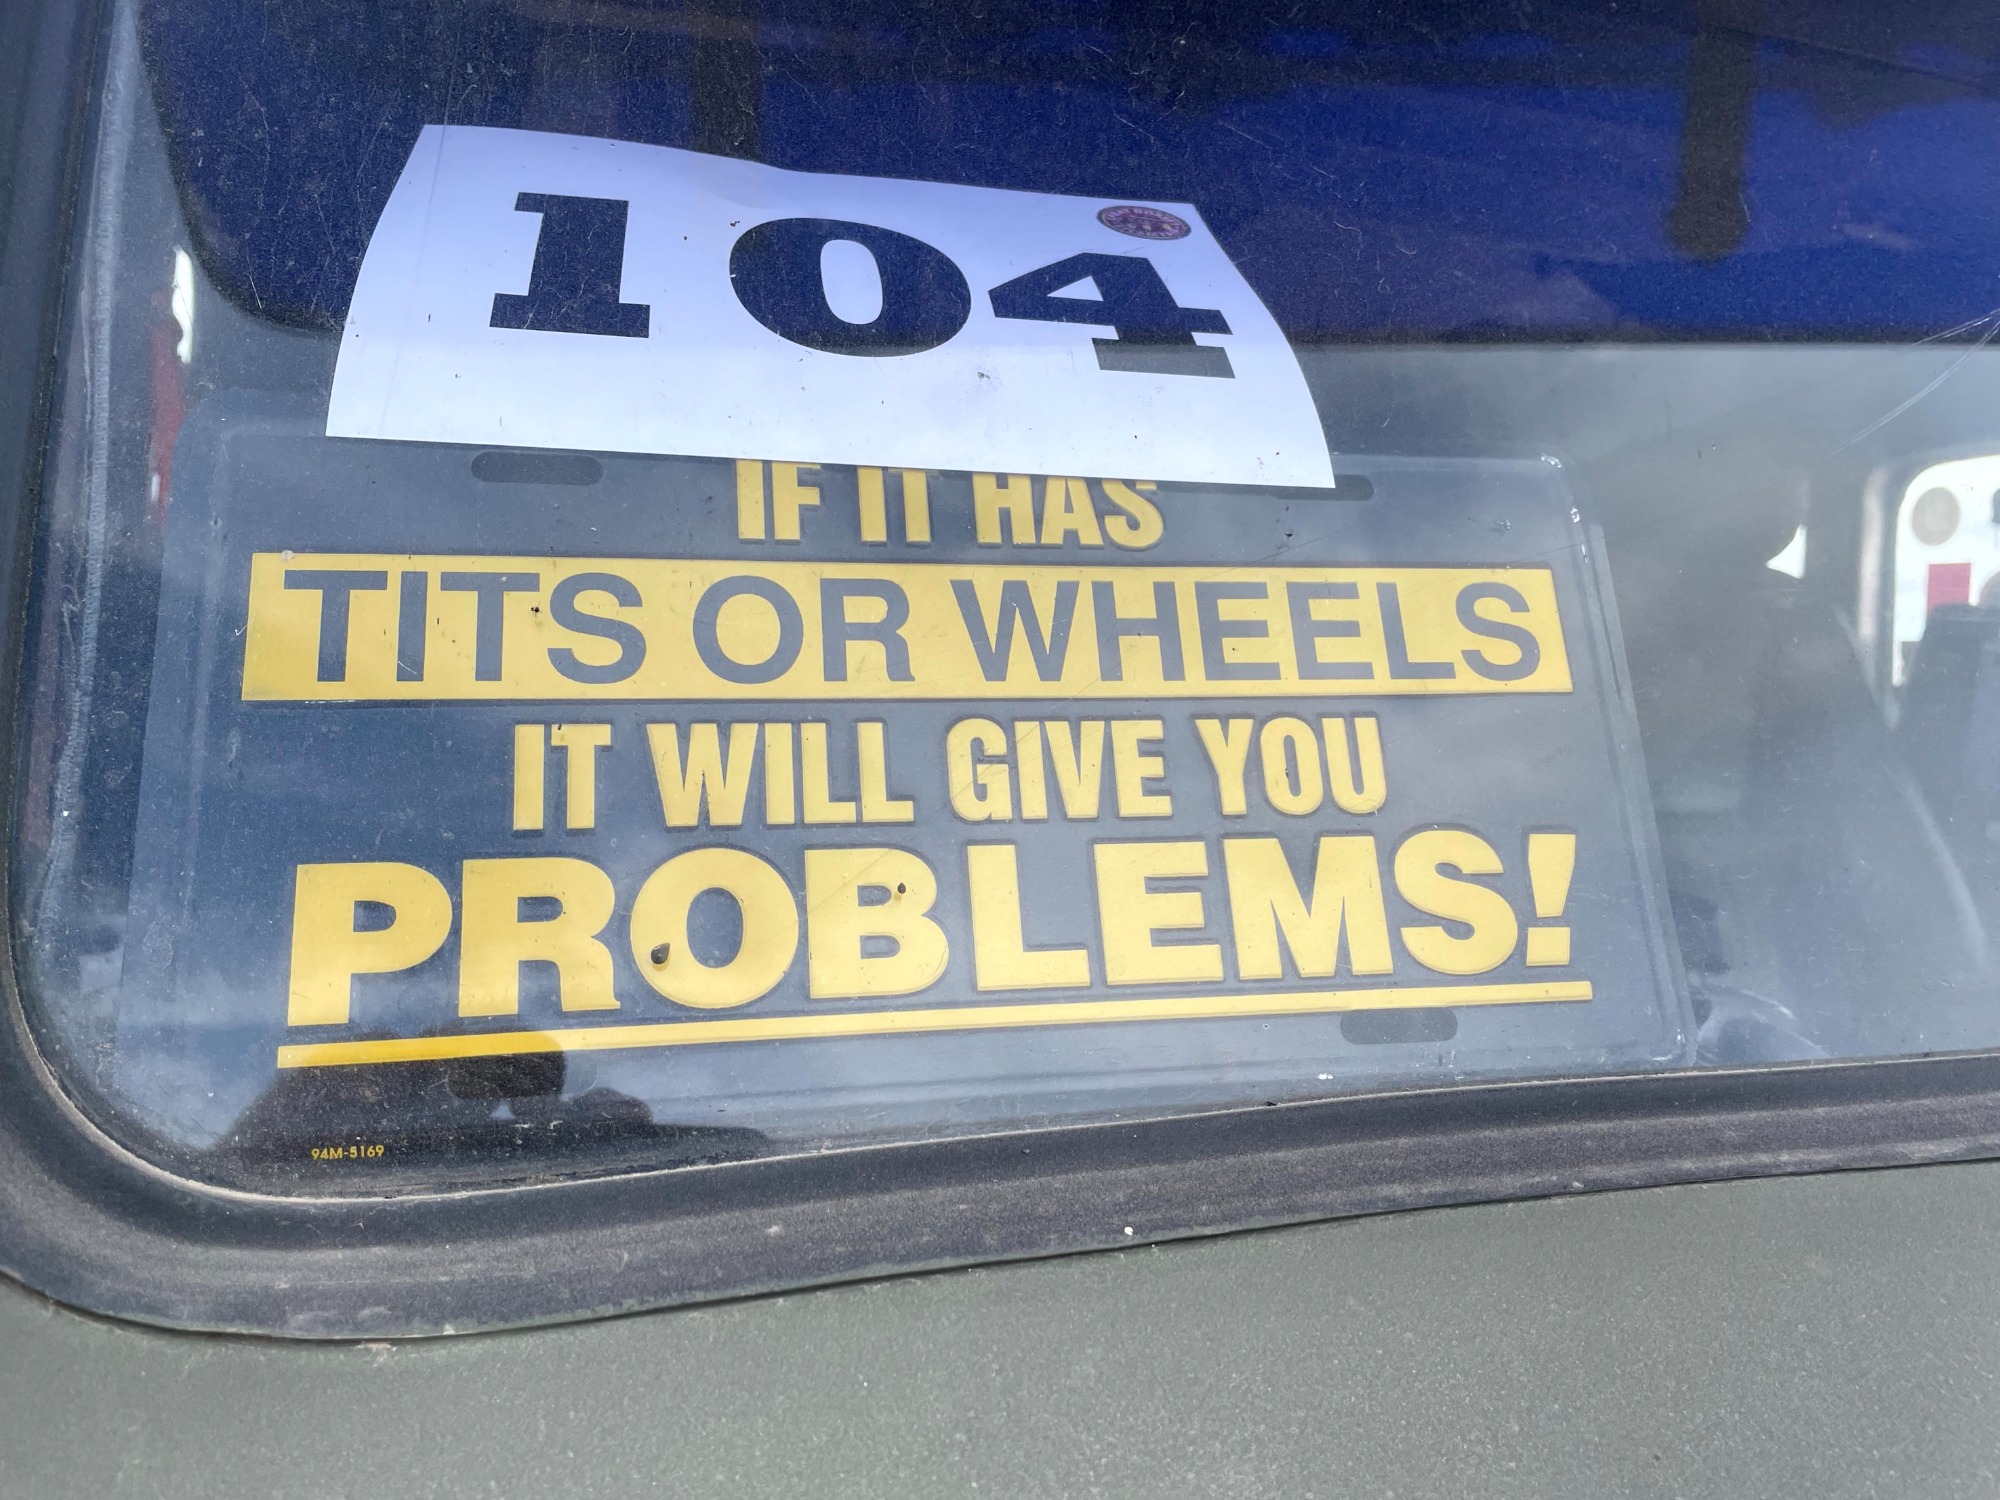 104
IF IT HAS
TITS OR WHEELS
IT WILL GIVE YOU
PROBLEMS!
94M-5169